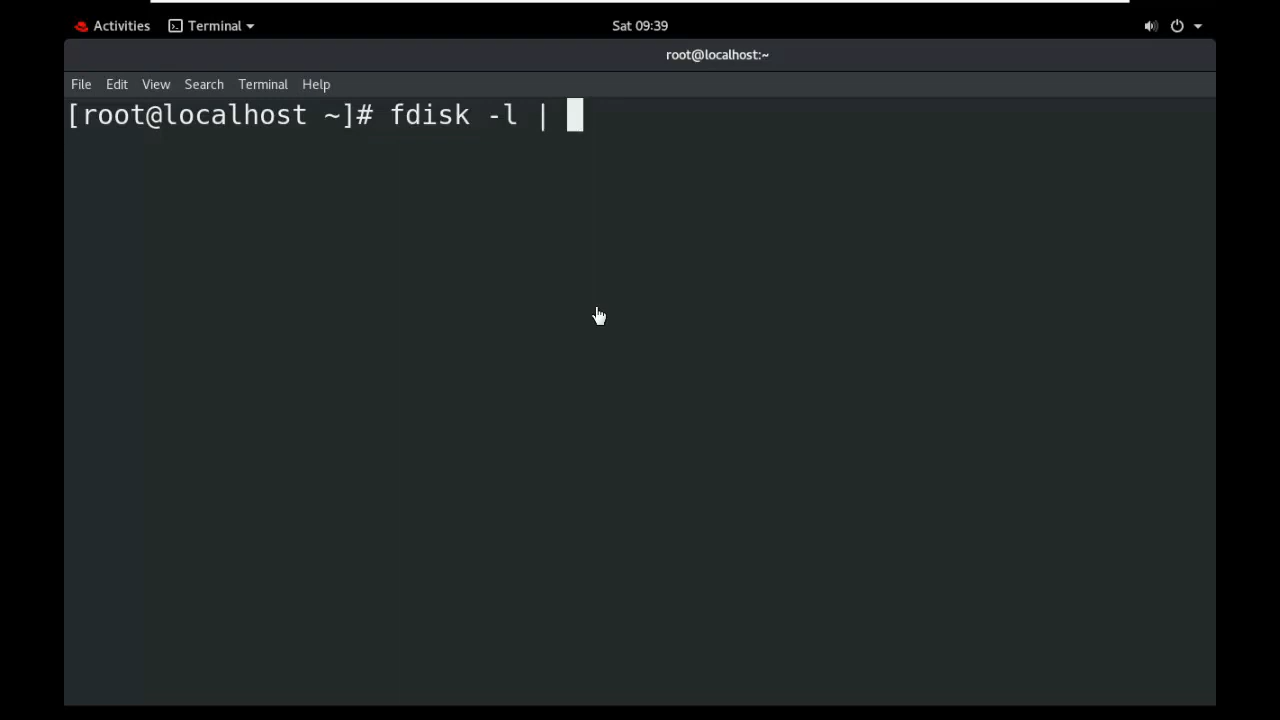 Activities Terminal Sat 09:39
root@localhost:~
File Edit View Search Terminal Help
[root@localhost ~]# fdisk -l |